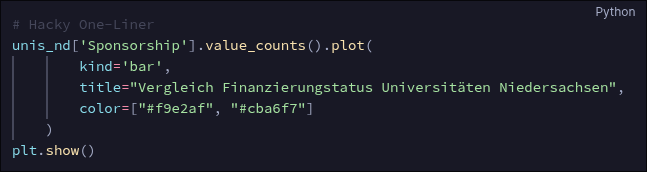 Python
# Hacky One-Liner
unis_nd['Sponsorship'].value_counts().plot(
kind='bar',
title="Vergleich Finanzierungstatus Universitäten Niedersachsen",
color=["#f9e2af", "#cba6f7"]
)
plt.show()